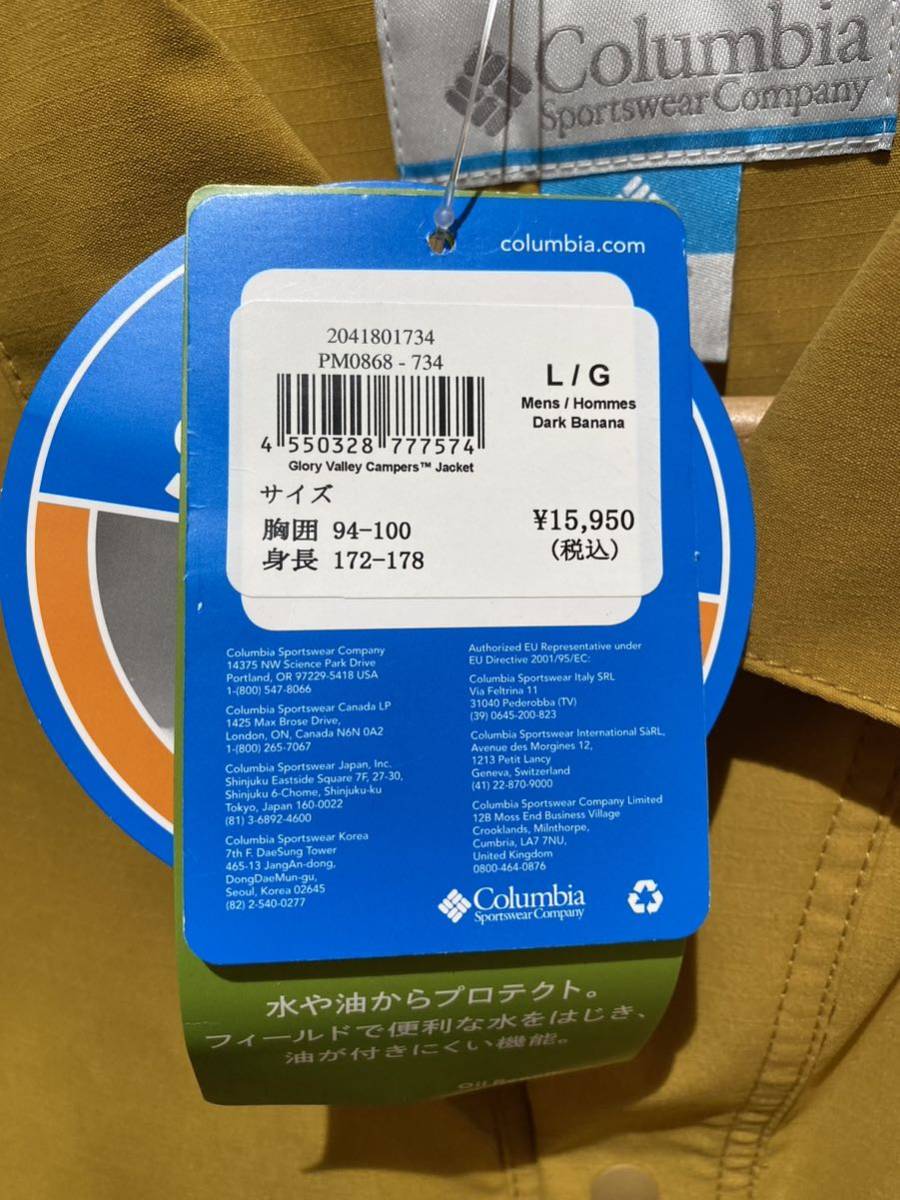 Columbia
Sportswear Company
columbia.com
2041801734
PM0868 - 734
4 550328 777574
Glory Valley Campers™ Jacket
L / G
Mens / Hommes
Dark Banana
サイズ
胸囲 94-100
身長 172-178
¥15,950
(税込)
Columbia Sportswear Company
14375 NW Science Park Drive
Portland, OR 97229-5418 USA
1-(800) 547-8066
Columbia Sportswear Canada LP
1425 Max Brose Drive,
London, ON, Canada N6N 0A2
1-(800) 265-7067
Columbia Sportswear Japan, Inc.
Shinjuku Eastside Square 7F, 27-30,
Shinjuku 6-Chome, Shinjuku-ku
Tokyo, Japan 160-0022
(81) 3-6892-4600
Columbia Sportswear Korea
7th F. DaeSung Tower
465-13 JangAn-dong,
DongDaeMun-gu,
Seoul, Korea 02645
(82) 2-540-0277
Authorized EU Representative under
EU Directive 2001/95/EC:
Columbia Sportswear Italy SRL
Via Feltrina 11
31040 Pederobba (TV)
(39) 0645-200-823
Columbia Sportswear International SàRL,
Avenue des Morgines 12,
1213 Petit Lancy
Geneva, Switzerland
(41) 22-870-9000
Columbia Sportswear Company Limited
12B Moss End Business Village
Crooklands, Milnthorpe,
Cumbria, LA7 7NU,
United Kingdom
0800-464-0876
Columbia
Sportswear Company
水や油からプロテクト。
フィールドで便利な水をはじき、
油が付きにくい機能。